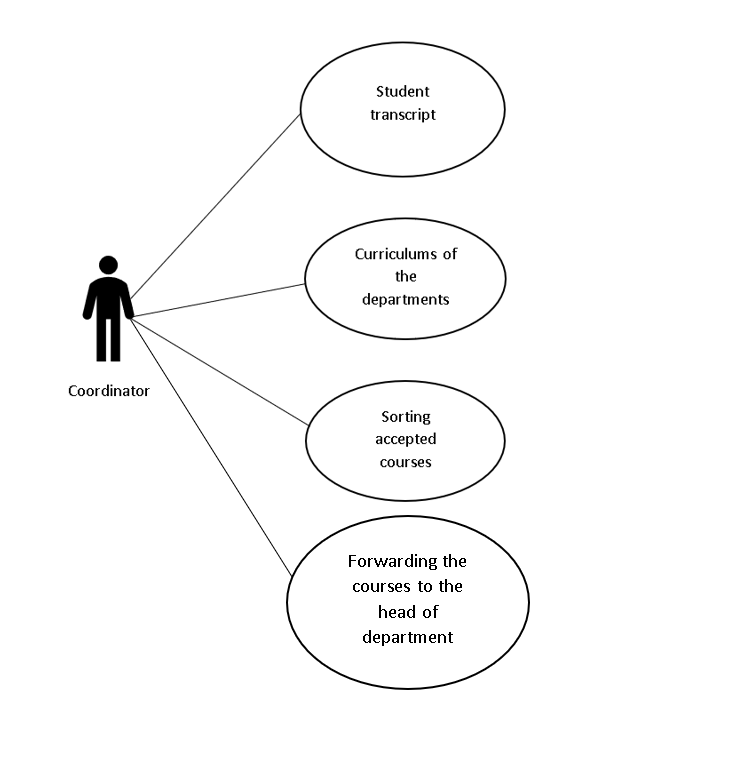 Student
transcript
Curriculums of
the
departments
Coordinator
Sorting
accepted
courses
Forwarding the
courses to the
head of
department